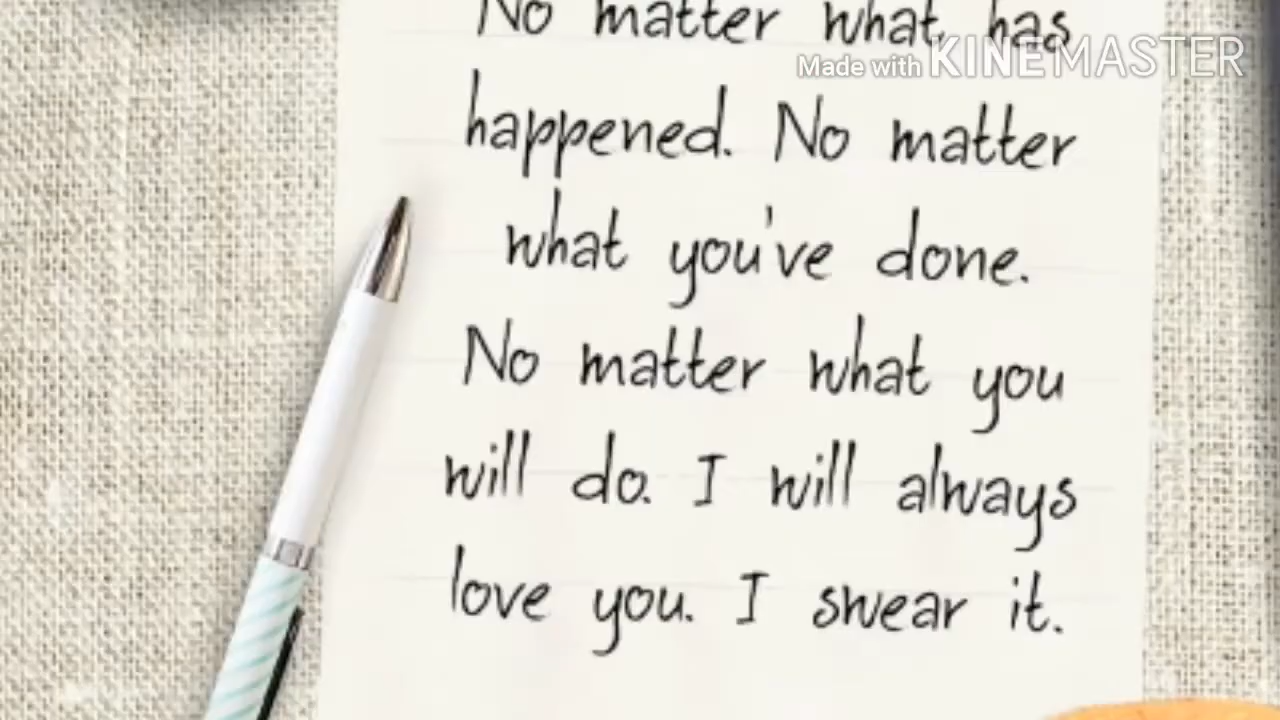 No matter what has
Made with KINEMASTER
happened. No matter
what you've done.
No matter what you
will do. I will always
love you. I swear it.